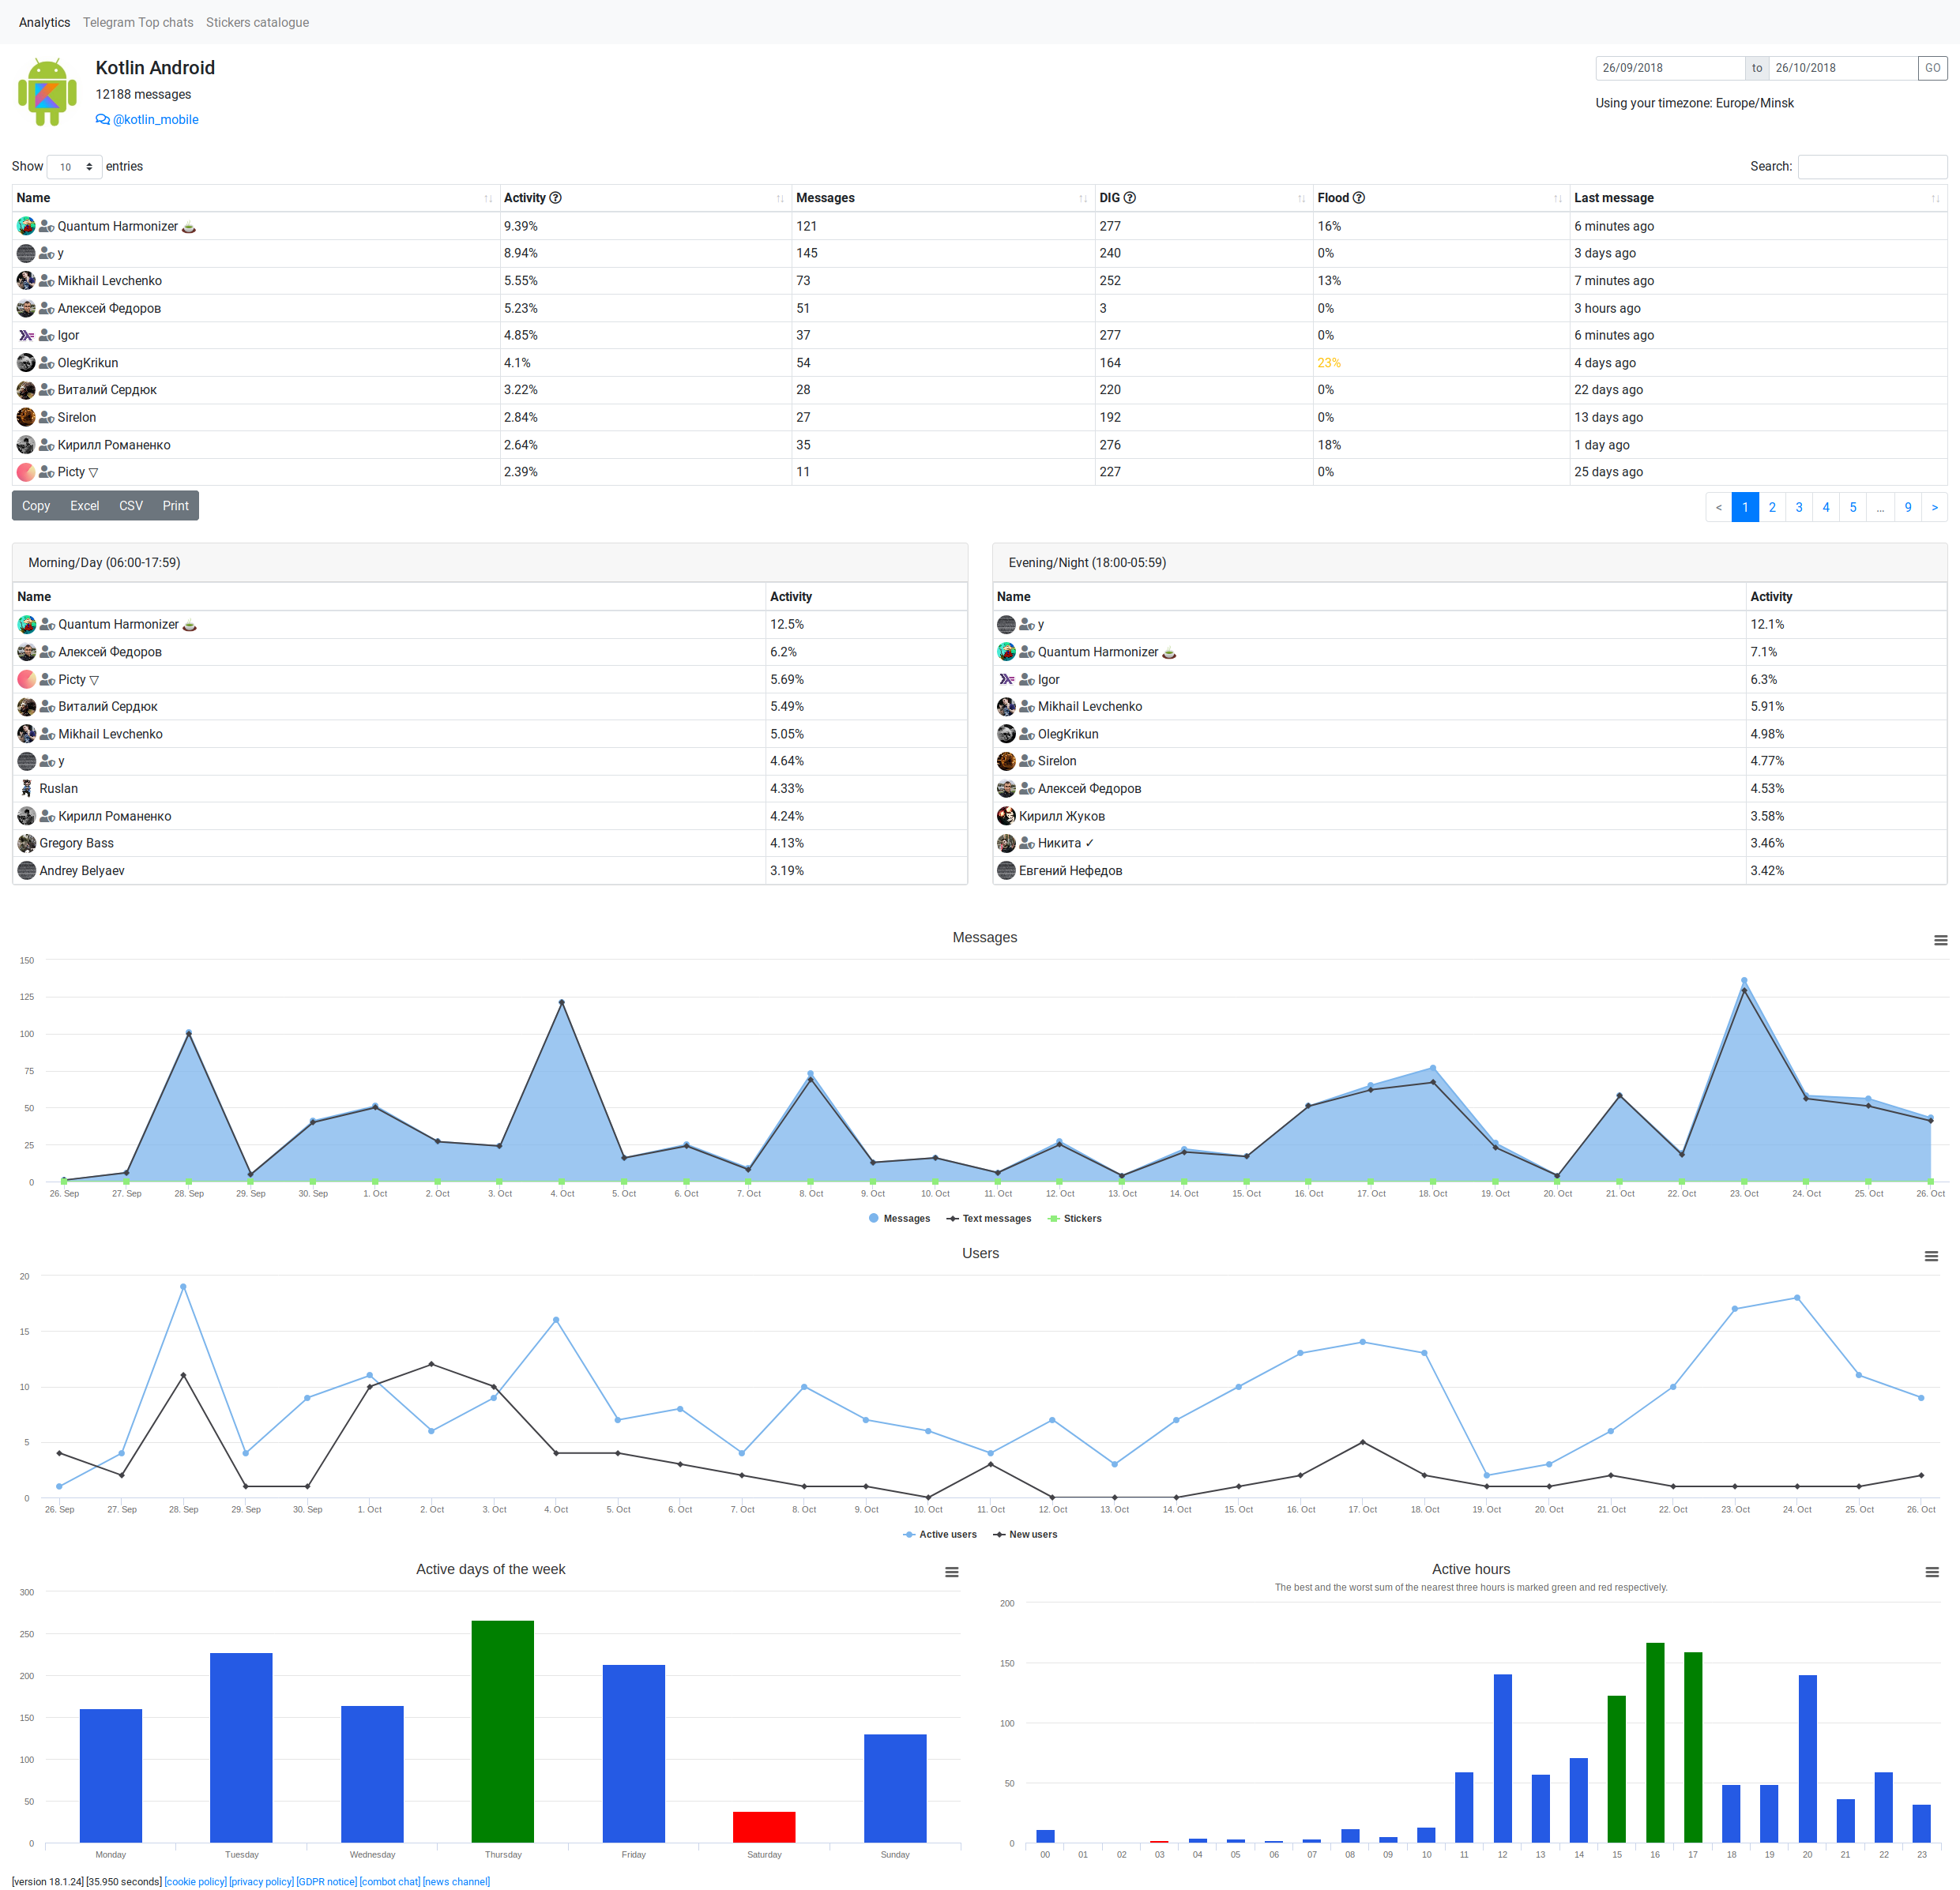 Analytics Telegram Top chats Stickers catalogue
Kotlin Android
12188 messages
@kotlin_mobile
26/09/2018 to 26/10/2018 GO
Using your timezone: Europe/Minsk
Show 10 entries
Search:
Name Activity Messages DIG Flood Last message
Quantum Harmonizer 🍵 9.39% 121 277 16% 6 minutes ago
y 8.94% 145 240 0% 3 days ago
Mikhail Levchenko 5.55% 73 252 13% 7 minutes ago
Алексей Федоров 5.23% 51 3 0% 3 hours ago
Igor 4.85% 37 277 0% 6 minutes ago
OlegKrikun 4.1% 54 164 23% 4 days ago
Виталий Сердюк 3.22% 28 220 0% 22 days ago
Sirelon 2.84% 27 192 0% 13 days ago
Кирилл Романенко 2.64% 35 276 18% 1 day ago
Picty ▽ 2.39% 11 227 0% 25 days ago
Copy Excel CSV Print
< 1 2 3 4 5 ... 9 >
Morning/Day (06:00-17:59)
Name Activity
Quantum Harmonizer 🍵 12.5%
Алексей Федоров 6.2%
Picty ▽ 5.69%
Виталий Сердюк 5.49%
Mikhail Levchenko 5.05%
y 4.64%
Ruslan 4.33%
Кирилл Романенко 4.24%
Gregory Bass 4.13%
Andrey Belyaev 3.19%
Evening/Night (18:00-05:59)
Name Activity
y 12.1%
Quantum Harmonizer 🍵 7.1%
Igor 6.3%
Mikhail Levchenko 5.91%
OlegKrikun 4.98%
Sirelon 4.77%
Алексей Федоров 4.53%
Кирилл Жуков 3.58%
Никита ✓ 3.46%
Евгений Нефедов 3.42%
Messages
150
125
100
75
50
25
0
26. Sep 27. Sep 28. Sep 29. Sep 30. Sep 1. Oct 2. Oct 3. Oct 4. Oct 5. Oct 6. Oct 7. Oct 8. Oct 9. Oct 10. Oct 11. Oct 12. Oct 13. Oct 14. Oct 15. Oct 16. Oct 17. Oct 18. Oct 19. Oct 20. Oct 21. Oct 22. Oct 23. Oct 24. Oct 25. Oct 26. Oct
Messages Text messages Stickers
Users
20
15
10
5
0
26. Sep 27. Sep 28. Sep 29. Sep 30. Sep 1. Oct 2. Oct 3. Oct 4. Oct 5. Oct 6. Oct 7. Oct 8. Oct 9. Oct 10. Oct 11. Oct 12. Oct 13. Oct 14. Oct 15. Oct 16. Oct 17. Oct 18. Oct 19. Oct 20. Oct 21. Oct 22. Oct 23. Oct 24. Oct 25. Oct 26. Oct
Active users New users
Active days of the week
300
250
200
150
100
50
0
Monday Tuesday Wednesday Thursday Friday Saturday Sunday
Active hours
The best and the worst sum of the nearest three hours is marked green and red respectively.
200
150
100
50
0
00 01 02 03 04 05 06 07 08 09 10 11 12 13 14 15 16 17 18 19 20 21 22 23
[version 18.1.24] [35.950 seconds] [cookie policy] [privacy policy] [GDPR notice] [combot chat] [news channel]